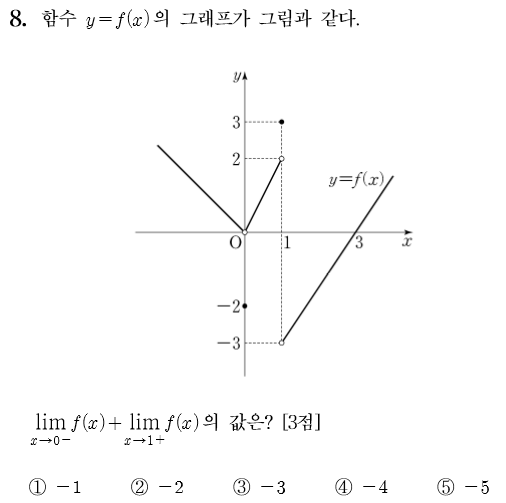 8. 함수 y=f(x)의 그래프가 그림과 같다.
y
3
2
y=f(x)
O
1
3
x
-2
-3
lim f(x)+ lim f(x)의 값은? [3점]
x→0- x→1+
① -1 ② -2 ③ -3 ④ -4 ⑤ -5